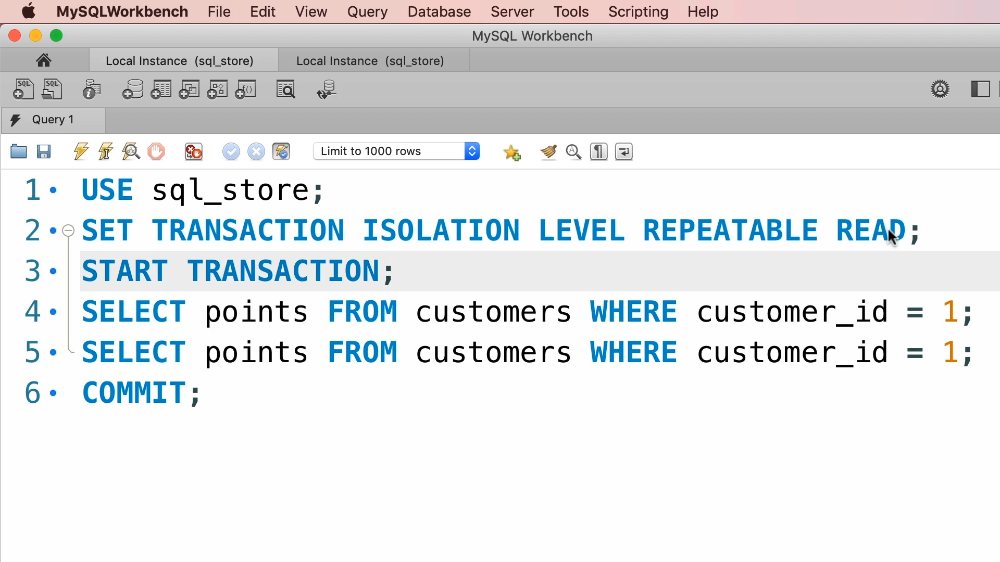 MySQLWorkbench File Edit View Query Database Server Tools Scripting Help
MySQL Workbench
Local Instance (sql_store) Local Instance (sql_store)
SQL SQL
Query 1
Limit to 1000 rows
1 USE sql_store;
2 SET TRANSACTION ISOLATION LEVEL REPEATABLE READ;
3 START TRANSACTION;
4 SELECT points FROM customers WHERE customer_id = 1;
5 SELECT points FROM customers WHERE customer_id = 1;
6 COMMIT;